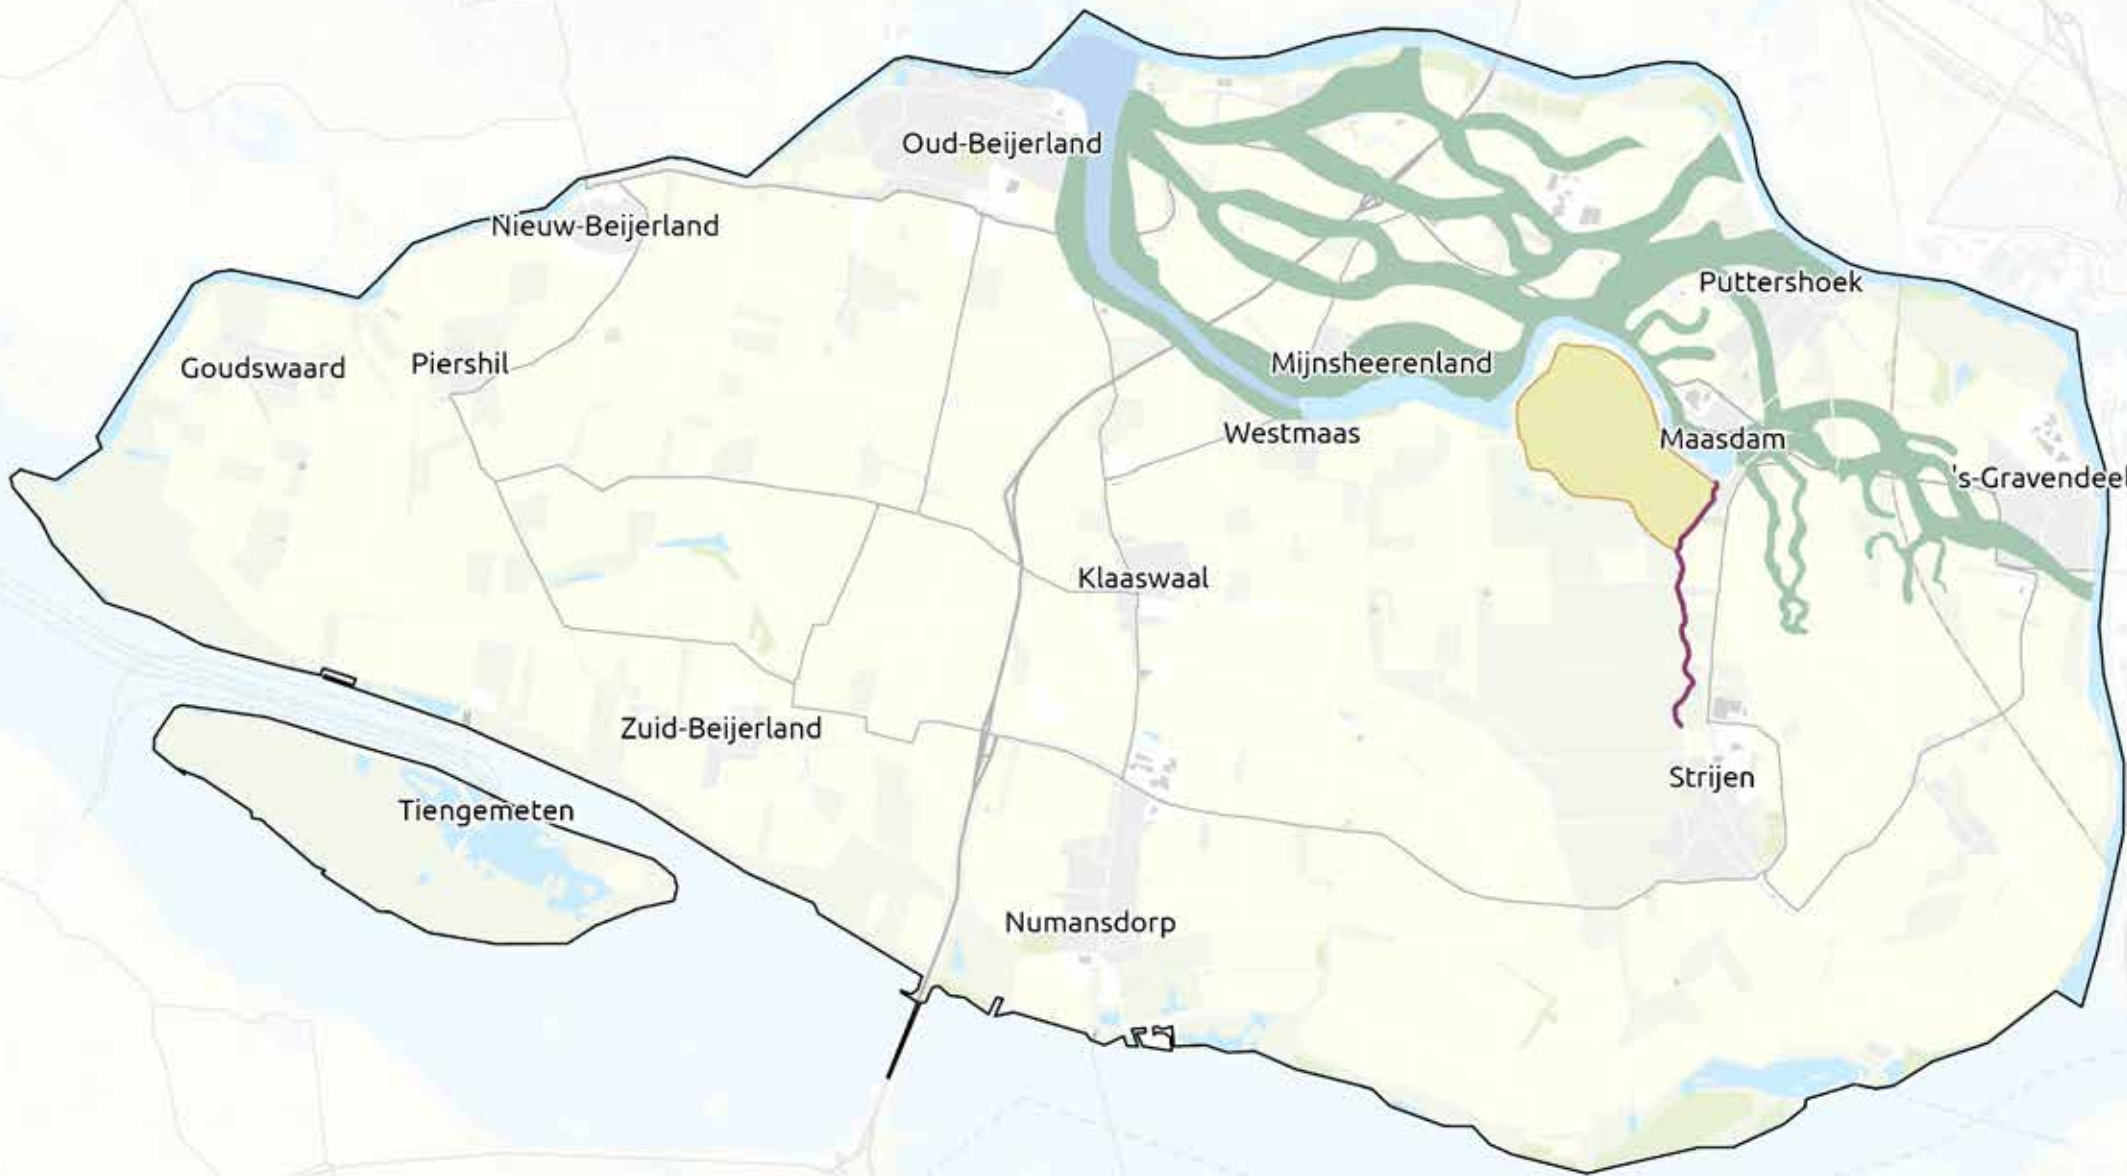 Oud-Beijerland
Nieuw-Beijerland
Puttershoek
Goudswaard
Piershil
Mijnsheerenland
Westmaas
Maasdam
's-Gravendeel
Klaaswaal
Zuid-Beijerland
Strijen
Tiengemeten
Numansdorp